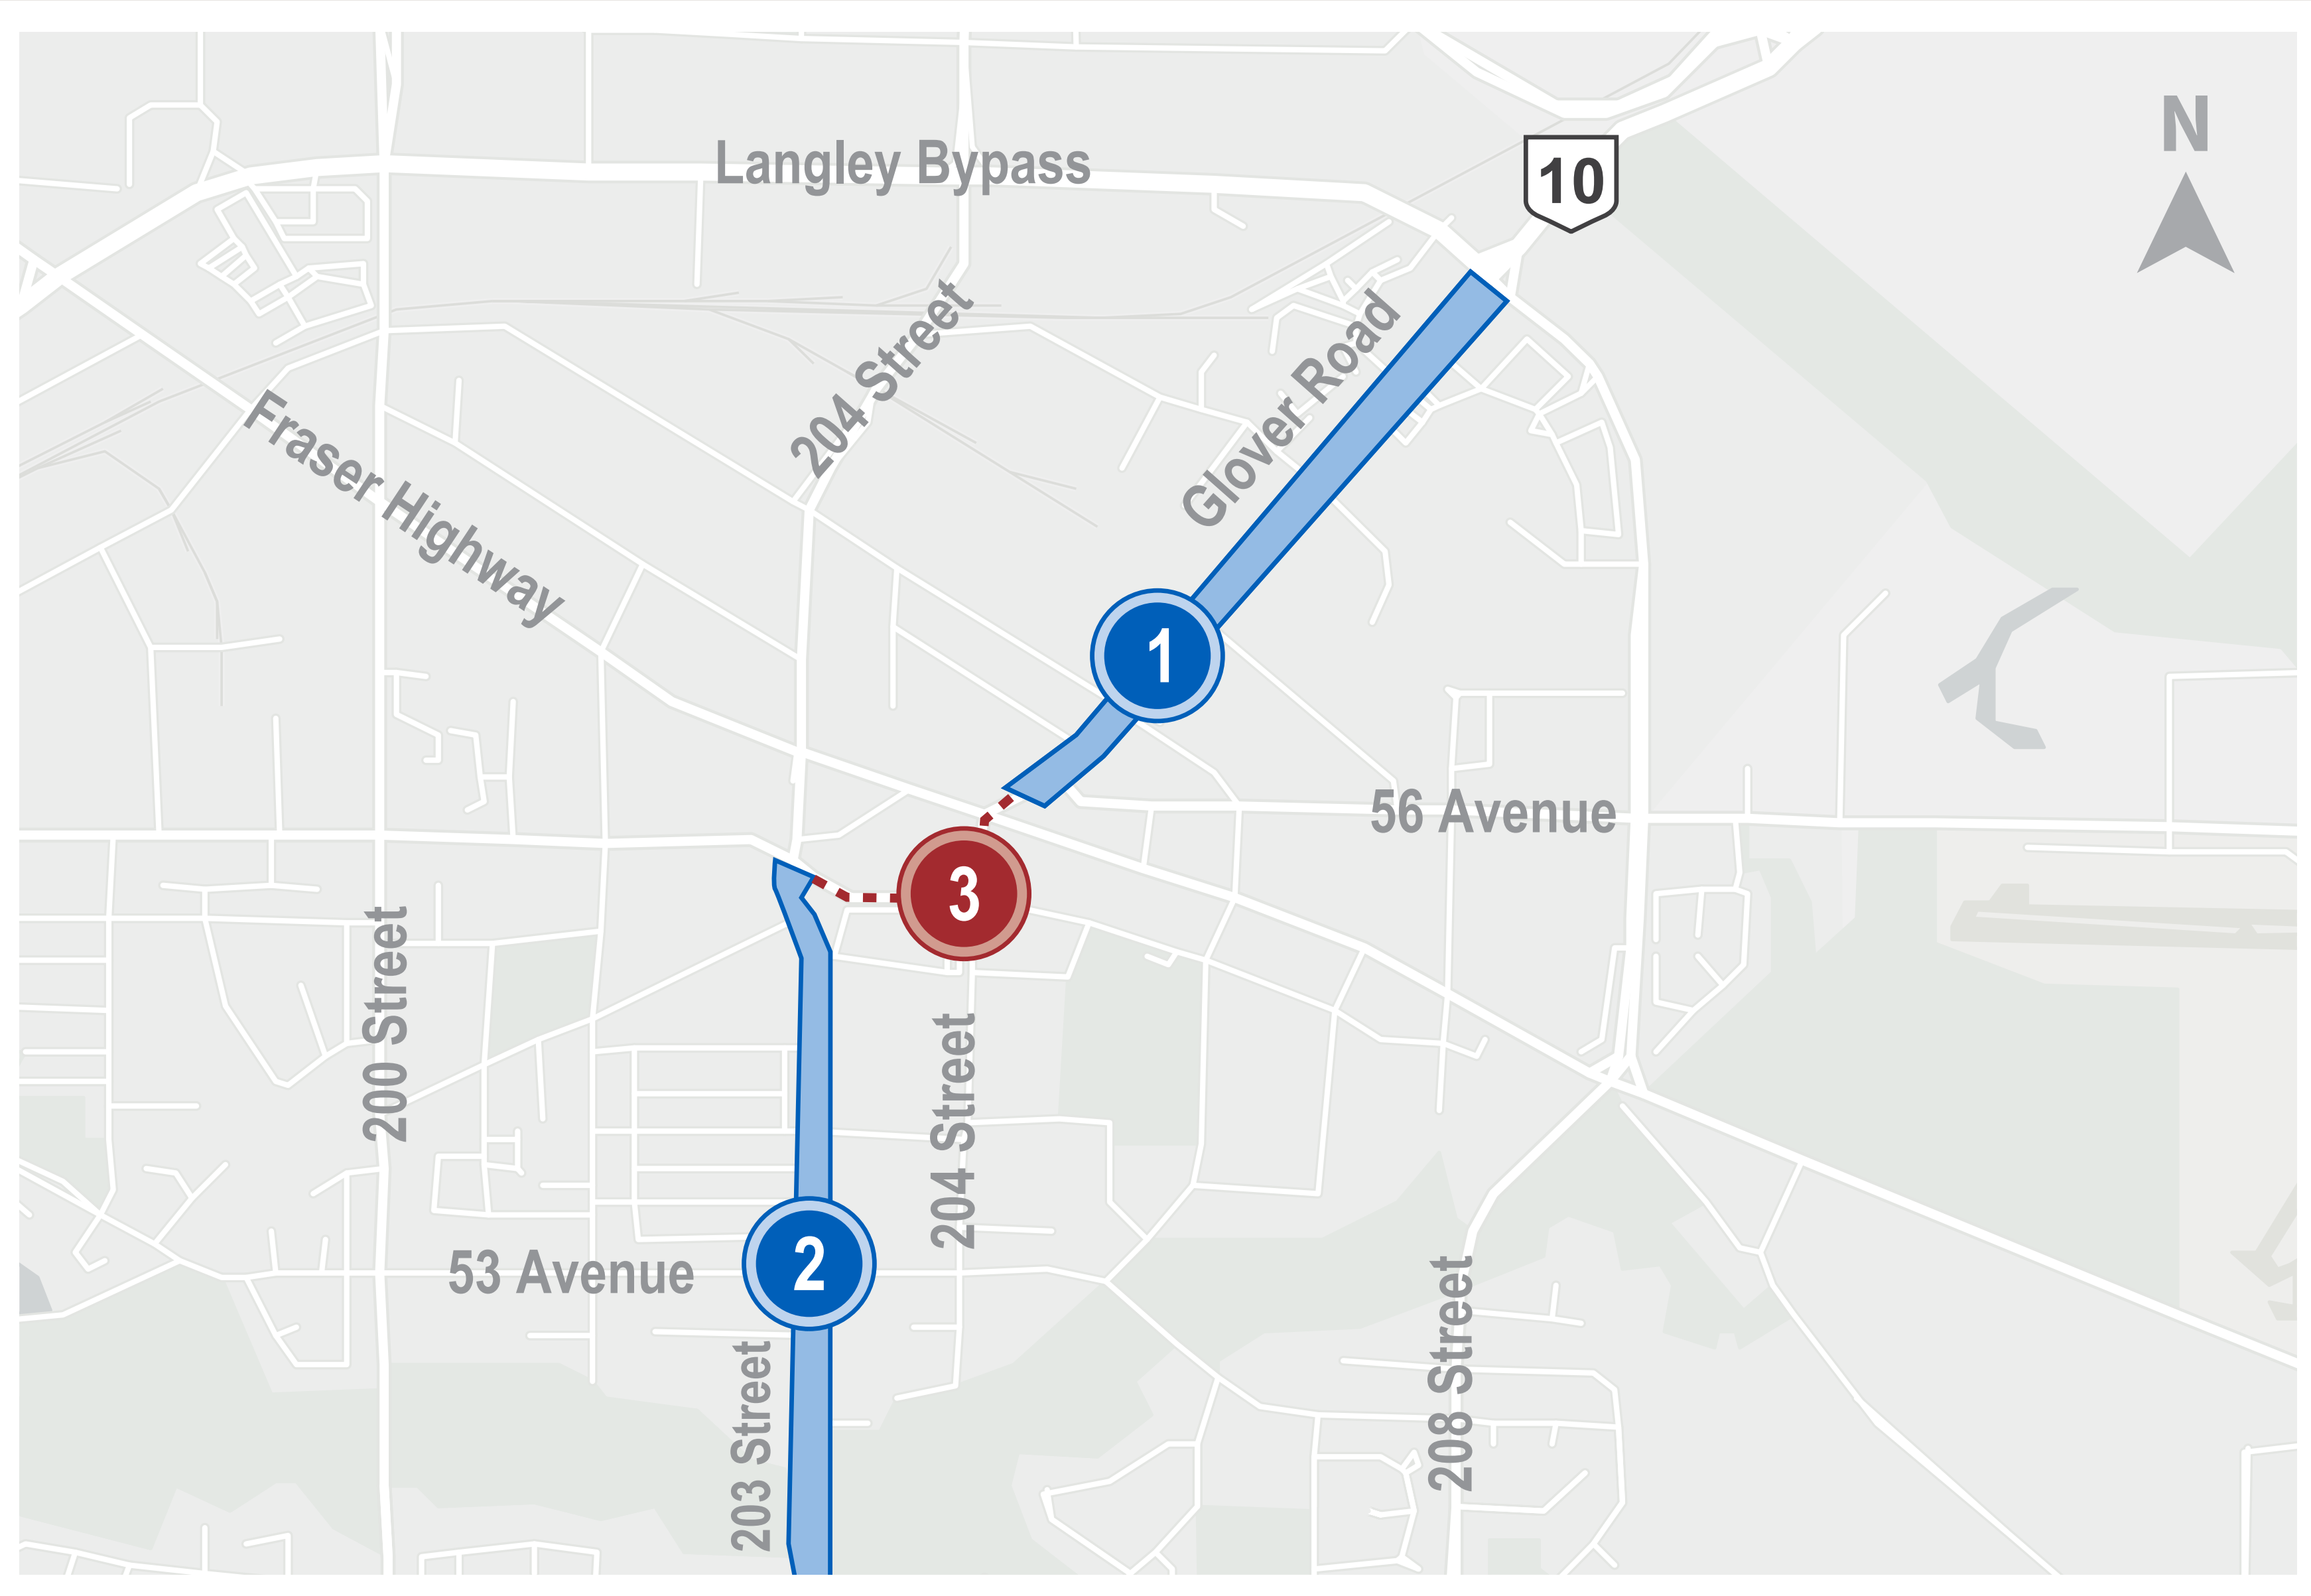 N
Langley Bypass
10
204 Street
Glover Road
Fraser Highway
1
56 Avenue
3
200 Street
204 Street
2
53 Avenue
203 Street
208 Street